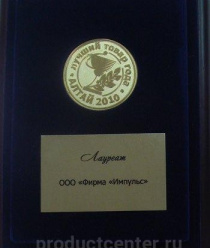 ЛУЧШИЙ ТОВАР ГОДА
АЛТАЙ 2010
Лауреат
ООО «Фирма «Импульс»
productcenter.ru